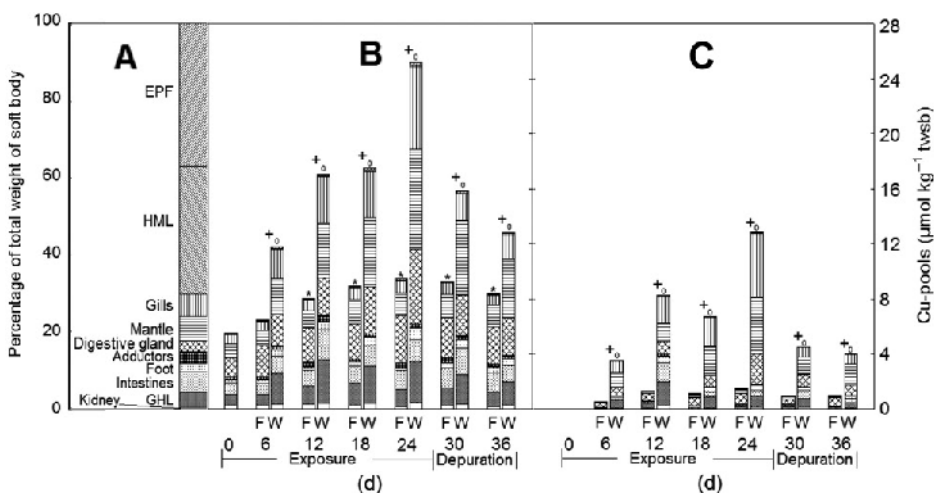 100
80
60
40
20
0
Percentage of total weight of soft body
A
EPF
HML
Gills
Mantle
Digestive gland
Adductors
Foot
Intestines
Kidney GHL
B
+ o
+ o
* + o
* + o
* + o
* + o
* + o
F W F W F W F W F W F W
0 6 12 18 24 30 36
Exposure Depuration
(d)
C
+ o
+ o
+ o
+ o
+ o
+ o
F W F W F W F W F W F W
0 6 12 18 24 30 36
Exposure Depuration
(d)
28
24
20
16
12
8
4
0
Cu-pools (μmol kg⁻¹ twsb)